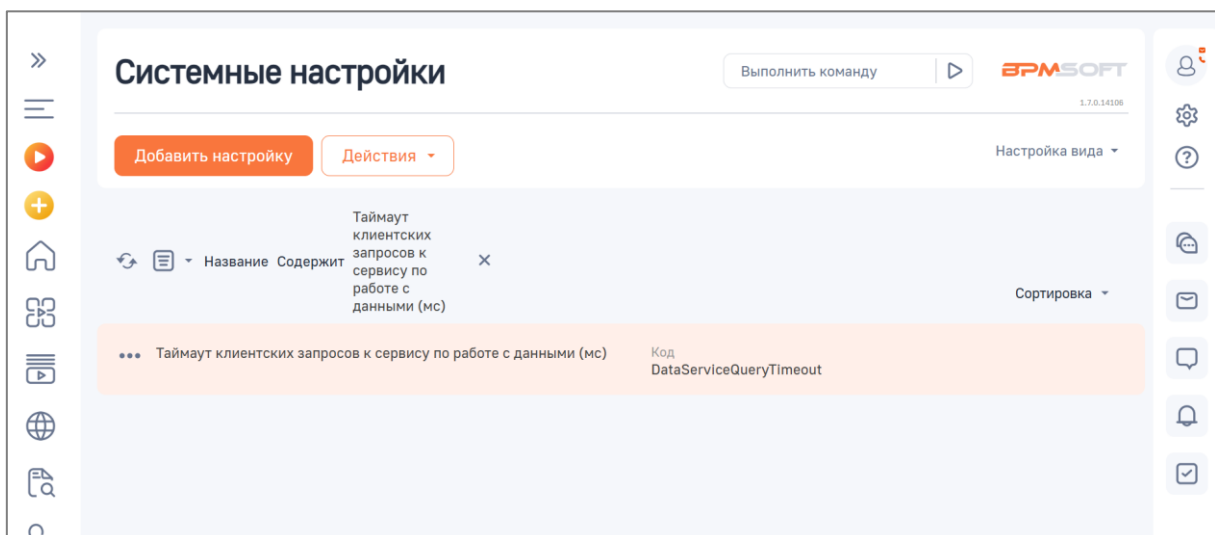 Системные настройки
Выполнить команду
BPMSOFT
1.7.0.14106
Добавить настройку
Действия
Настройка вида
Название Содержит
Таймаут
клиентских
запросов к
сервису по
работе с
данными (мс)
Сортировка
Таймаут клиентских запросов к сервису по работе с данными (мс)
Код
DataServiceQueryTimeout